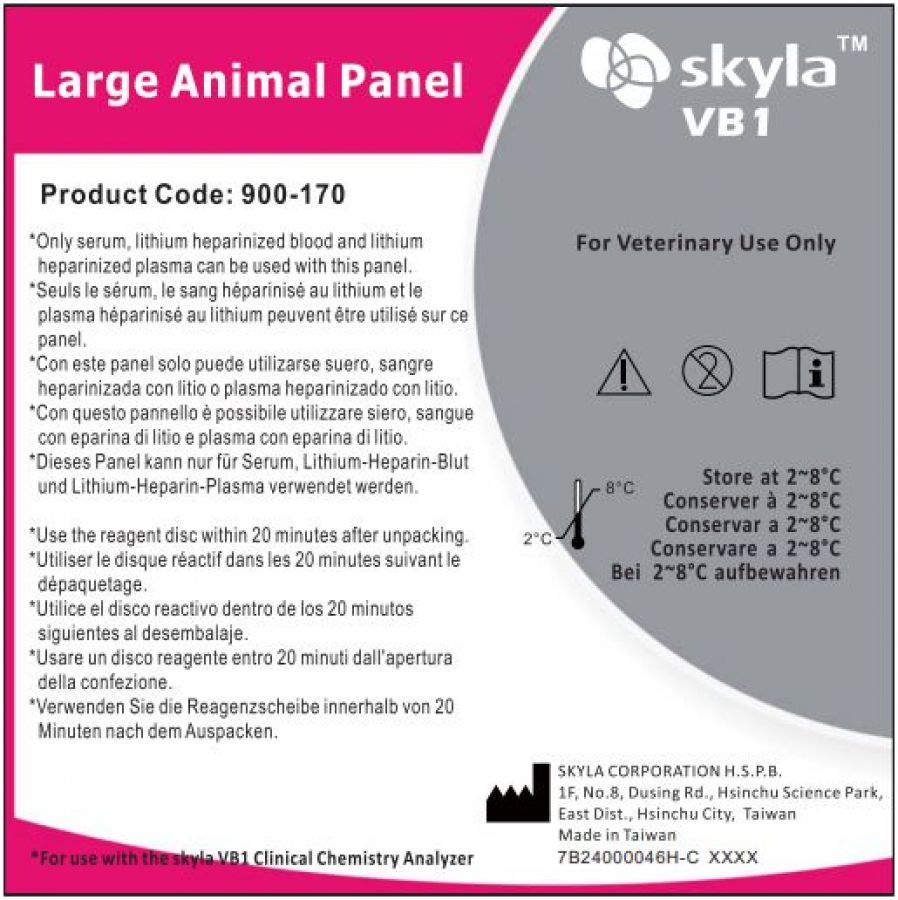 Large Animal Panel
skyla™
VB1
Product Code: 900-170
*Only serum, lithium heparinized blood and lithium
heparinized plasma can be used with this panel.
*Seuls le sérum, le sang hépariniśe au lithium et le
plasma héparinisé au lithium peuvent être utilisé sur ce
panel.
*Con este panel solo puede utilizarse suero, sangre
heparinizada con litio o plasma heparinizado con litio.
*Con questo pannello è possibile utilizzare siero, sangue
con eparina di litio e plasma con eparina di litio.
*Dieses Panel kann nur für Serum, Lithium-Heparin-Blut
und Lithium-Heparin-Plasma verwendet werden.
*Use the reagent disc within 20 minutes after unpacking.
*Utiliser le disque réactif dans les 20 minutes suivant le
dépaquetage.
*Utilice el disco reactivo dentro de los 20 minutos
siguientes al desembalaje.
*Usare un disco reagente entro 20 minuti dall'apertura
della confezione.
*Verwenden Sie die Reagenzscheibe innerhalb von 20
Minuten nach dem Auspacken.
For Veterinary Use Only
8°C
2°C
Store at 2~8°C
Conserver à 2~8°C
Conservar a 2~8°C
Conservare a 2~8°C
Bei 2~8°C aufbewahren
SKYLA CORPORATION H.S.P.B.
1F, No.8, Dusing Rd., Hsinchu Science Park,
East Dist., Hsinchu City, Taiwan
Made in Taiwan
7B24000046H-C XXXX
*For use with the skyla VB1 Clinical Chemistry Analyzer